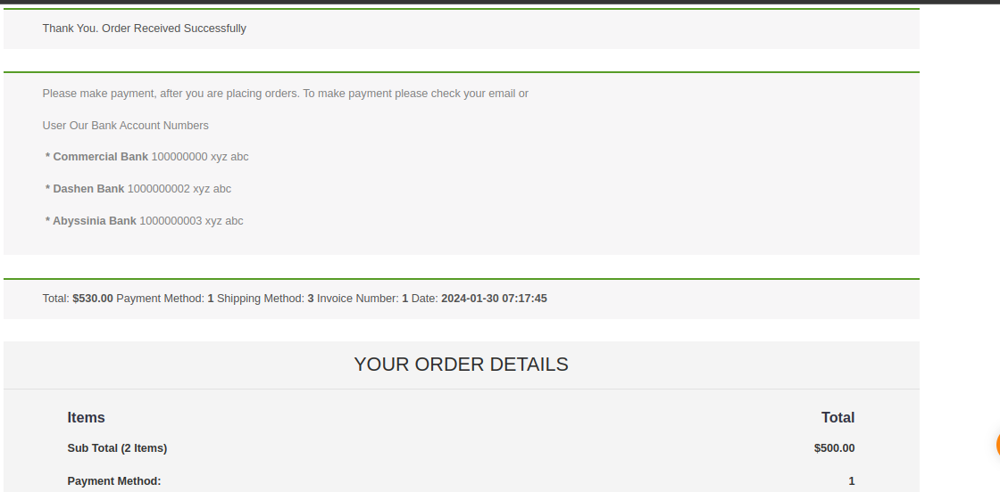 Thank You. Order Received Successfully
Please make payment, after you are placing orders. To make payment please check your email or
User Our Bank Account Numbers
* Commercial Bank 100000000 xyz abc
* Dashen Bank 1000000002 xyz abc
* Abyssinia Bank 1000000003 xyz abc
Total: $530.00 Payment Method: 1 Shipping Method: 3 Invoice Number: 1 Date: 2024-01-30 07:17:45
YOUR ORDER DETAILS
Items Total
Sub Total (2 Items) $500.00
Payment Method: 1